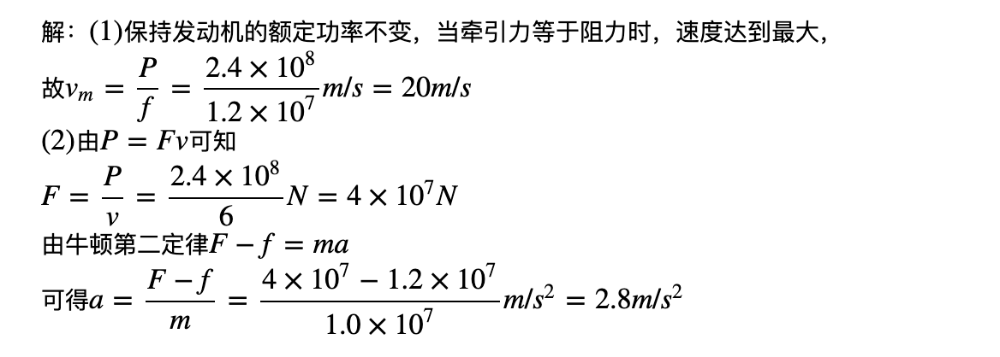 解：(1)保持发动机的额定功率不变，当牵引力等于阻力时，速度达到最大，
故$v_m = \frac{P}{f} = \frac{2.4 \times 10^8}{1.2 \times 10^7} m/s = 20m/s$
(2)由$P = Fv$可知
$F = \frac{P}{v} = \frac{2.4 \times 10^8}{6} N = 4 \times 10^7 N$
由牛顿第二定律$F - f = ma$
可得$a = \frac{F - f}{m} = \frac{4 \times 10^7 - 1.2 \times 10^7}{1.0 \times 10^7} m/s^2 = 2.8m/s^2$